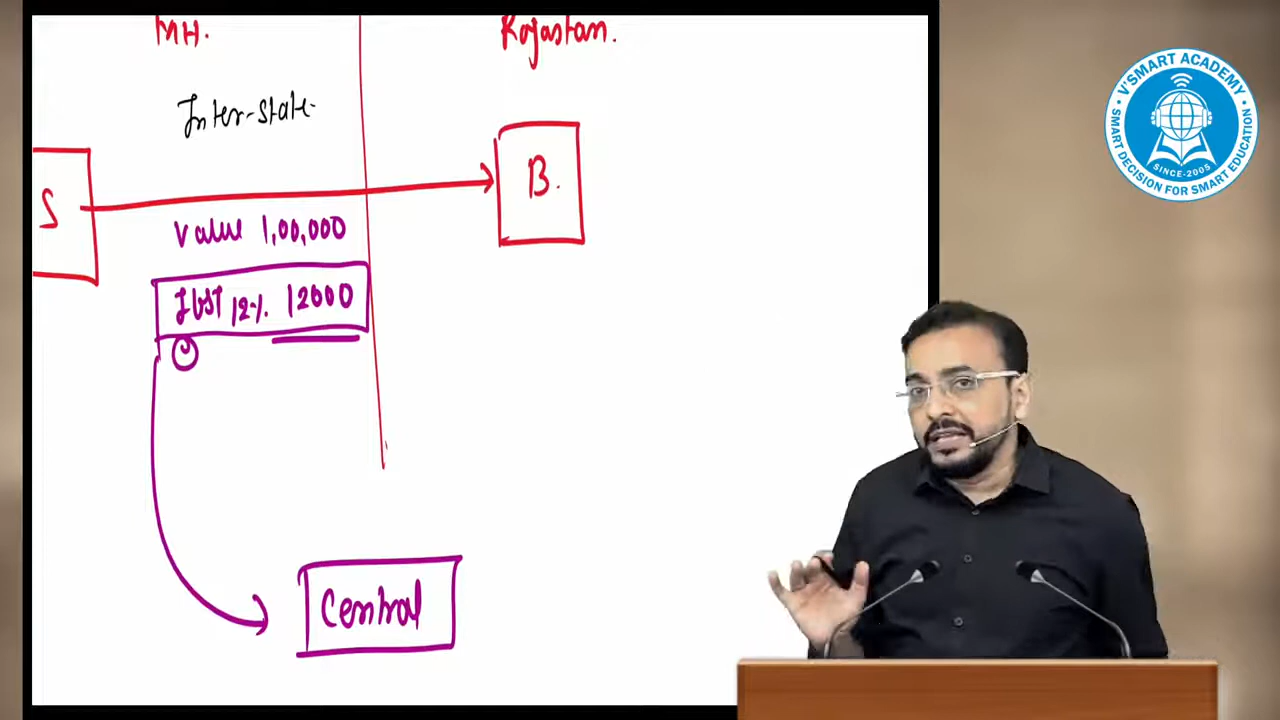 MH.
Rajastan.
Inter-state
S
B.
Value 1,00,000
IGST 12%. 12000
Central
V'SMART ACADEMY
SINCE-2005
SMART DECISION FOR SMART EDUCATION